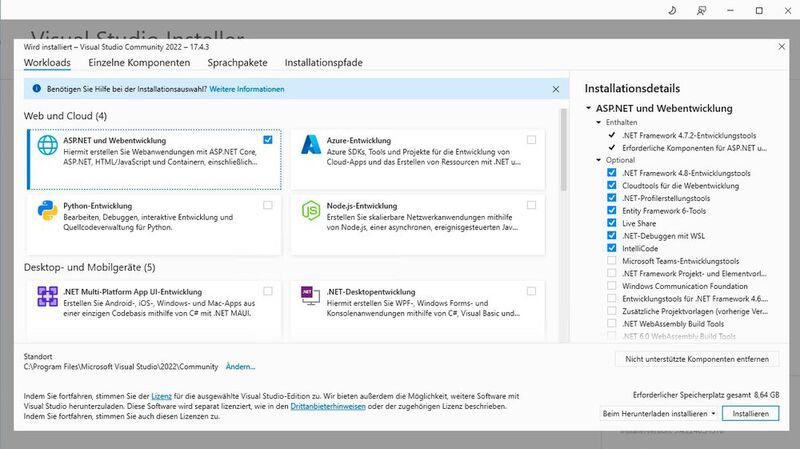 Visual Studio Installer
Wird installiert – Visual Studio Community 2022 – 17.4.3
Workloads Einzelne Komponenten Sprachpakete Installationspfade
Benötigen Sie Hilfe bei der Installationsauswahl? Weitere Informationen
Web und Cloud (4)
ASP.NET und Webentwicklung
Hiermit erstellen Sie Webanwendungen mit ASP.NET Core,
ASP.NET, HTML/JavaScript und Containern, einschließlich...
Azure-Entwicklung
Azure SDKs, Tools und Projekte für die Entwicklung von
Cloud-Apps und das Erstellen von Ressourcen mit .NET u...
Python-Entwicklung
Bearbeiten, Debuggen, interaktive Entwicklung und
Quellcodeverwaltung für Python.
Node.js-Entwicklung
Erstellen Sie skalierbare Netzwerkanwendungen mithilfe
von Node.js, einer asynchronen, ereignisgesteuerten Jav...
Desktop- und Mobilgeräte (5)
.NET Multi-Platform App UI-Entwicklung
Erstellen Sie Android-, iOS-, Windows- und Mac-Apps aus
einer einzigen Codebasis mithilfe von C# mit .NET MAUI.
.NET-Desktopentwicklung
Hiermit erstellen Sie WPF-, Windows Forms- und
Konsolenanwendungen mithilfe von C#, Visual Basic und...
Installationsdetails
ASP.NET und Webentwicklung
Enthalten
.NET Framework 4.7.2-Entwicklungstools
Erforderliche Komponenten für ASP.NET u...
Optional
.NET Framework 4.8-Entwicklungstools
Cloudtools für die Webentwicklung
.NET-Profilerstellungstools
Entity Framework 6-Tools
Live Share
.NET-Debuggen mit WSL
IntelliCode
Microsoft Teams-Entwicklungstools
.NET Framework Projekt- und Elementvorl...
Windows Communication Foundation
Entwicklungstools für .NET Framework 4.6....
Zusätzliche Projektvorlagen (vorherige Ver...
.NET WebAssembly Build Tools
.NET 6.0 WebAssembly Build Tools
Standort
C:\Program Files\Microsoft Visual Studio\2022\Community Ändern...
Nicht unterstützte Komponenten entfernen
Indem Sie fortfahren, stimmen Sie der Lizenz für die ausgewählte Visual Studio-Edition zu. Wir bieten außerdem die Möglichkeit, weitere Software mit
Visual Studio herunterzuladen. Diese Software wird separat lizenziert, wie in den Drittanbieterhinweisen oder der zugehörigen Lizenz beschrieben.
Indem Sie fortfahren, stimmen Sie auch diesen Lizenzen zu.
Erforderlicher Speicherplatz gesamt 8,64 GB
Beim Herunterladen installieren Installieren